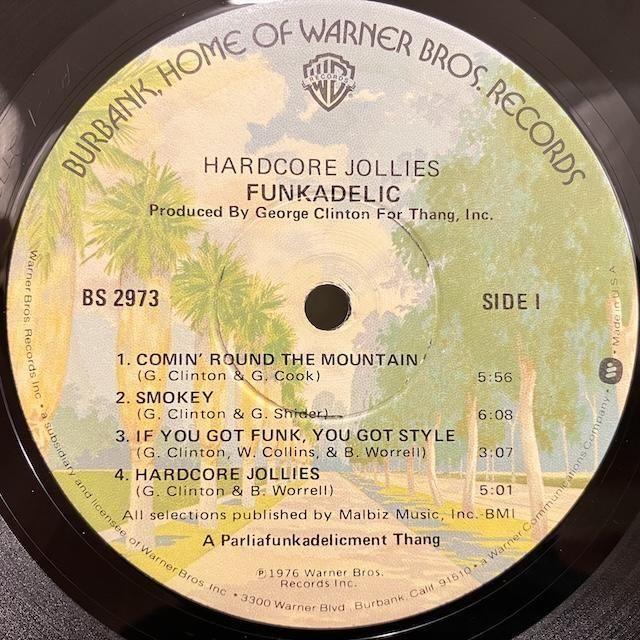 BURBANK, HOME OF WARNER BROS. RECORDS
WB
RECORDS
HARDCORE JOLLIES
FUNKADELIC
Produced By George Clinton For Thang, Inc.
BS 2973
SIDE I
1. COMIN' ROUND THE MOUNTAIN
(G. Clinton & G. Cook) 5:56
2. SMOKEY
(G. Clinton & G. Shider) 6:08
3. IF YOU GOT FUNK, YOU GOT STYLE
(G. Clinton, W. Collins, & B. Worrell) 3:07
4. HARDCORE JOLLIES
(G. Clinton & B. Worrell) 5:01
All selections published by Malbiz Music, Inc.-BMI
A Parliafunkadelicment Thang
℗1976 Warner Bros.
Records Inc.
Warner Bros. Records Inc. • a subsidiary and licensee of Warner Bros. Inc. • 3300 Warner Blvd. Burbank, Calif. 91510 • a Warner Communications Company • Made in U.S.A.